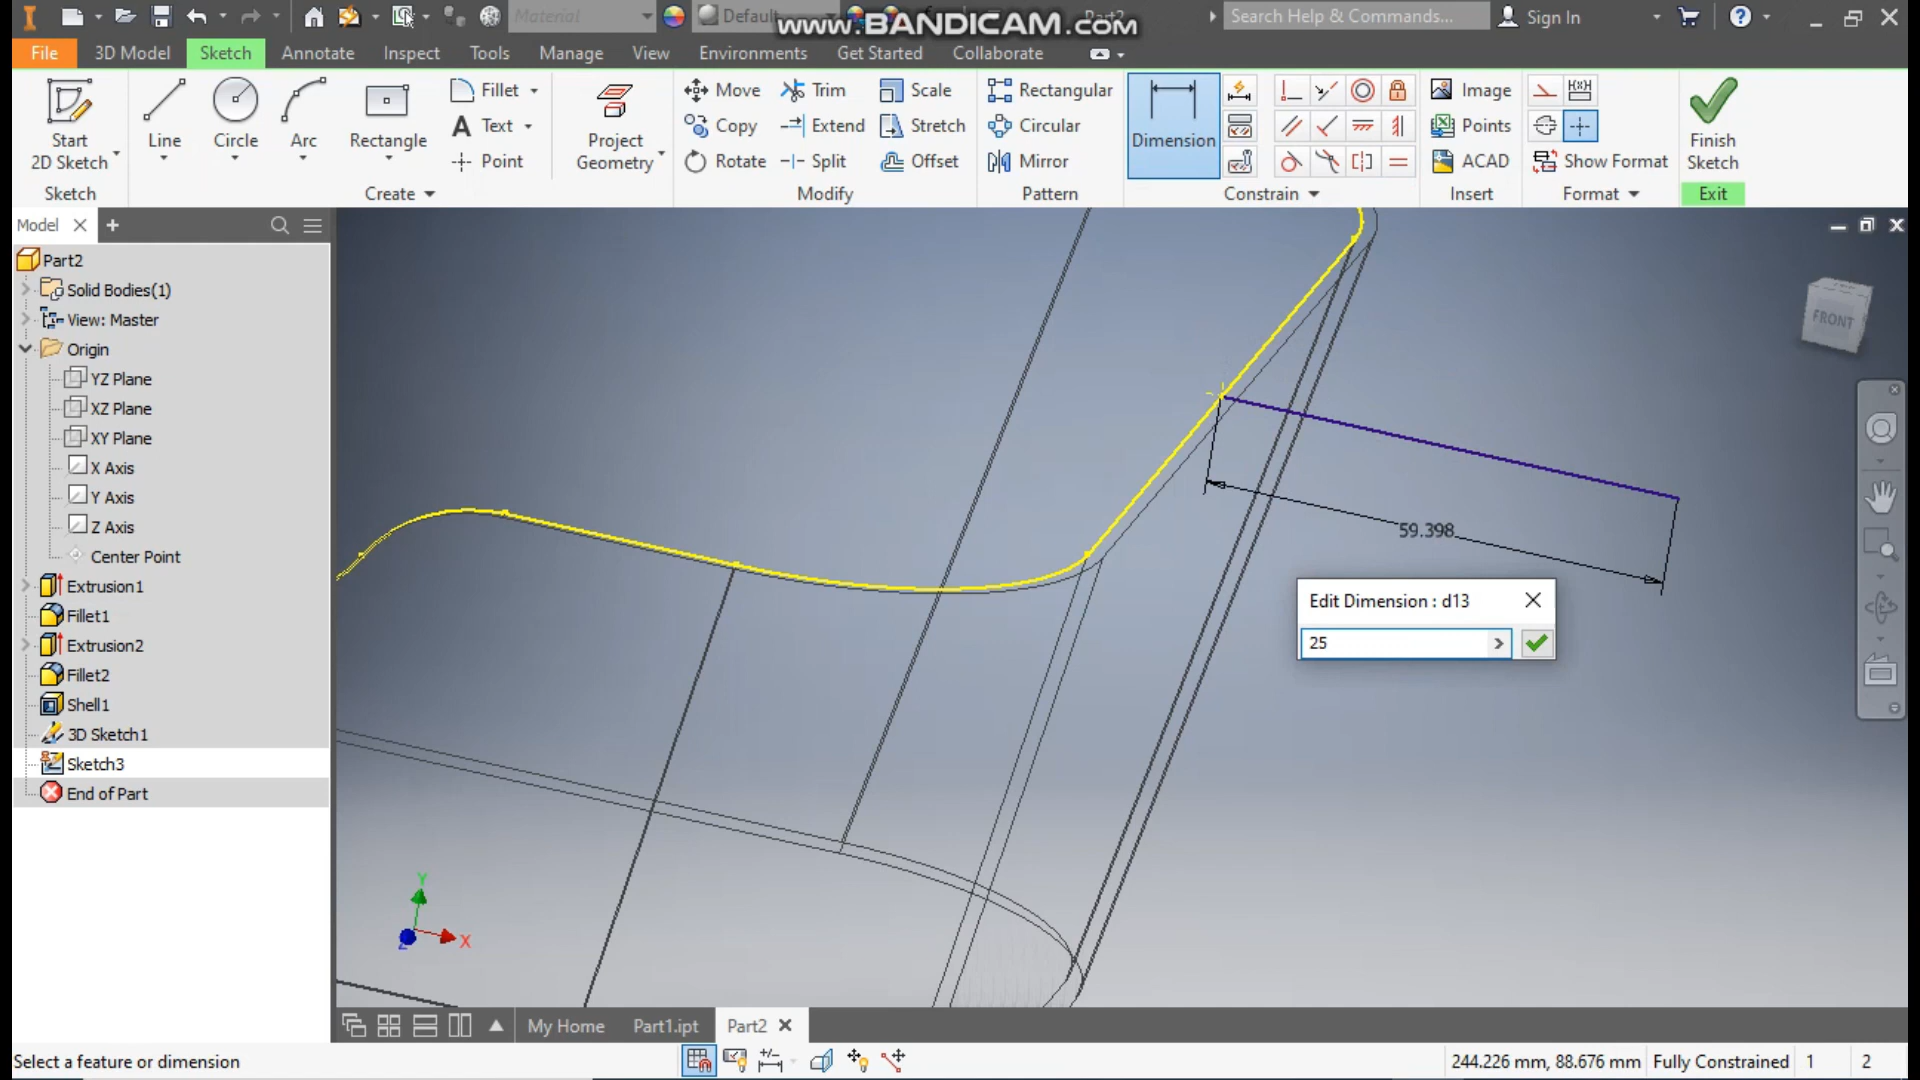 Material
Default
www.BANDICAM.com
Part2
Search Help & Commands...
Sign In
File
3D Model
Sketch
Annotate
Inspect
Tools
Manage
View
Environments
Get Started
Collaborate
Start
2D Sketch
Line
Circle
Arc
Rectangle
Fillet
Text
Point
Project
Geometry
Move
Copy
Rotate
Trim
Extend
Split
Scale
Stretch
Offset
Rectangular
Circular
Mirror
Dimension
Image
Points
ACAD
Show Format
Finish
Sketch
Sketch
Create
Modify
Pattern
Constrain
Insert
Format
Exit
Model
Part2
Solid Bodies(1)
View: Master
Origin
YZ Plane
XZ Plane
XY Plane
X Axis
Y Axis
Z Axis
Center Point
Extrusion1
Fillet1
Extrusion2
Fillet2
Shell1
3D Sketch1
Sketch3
End of Part
FRONT
59.398
Edit Dimension : d13
25
Y
X
Z
My Home
Part1.ipt
Part2
Select a feature or dimension
244.226 mm, 88.676 mm
Fully Constrained
1
2